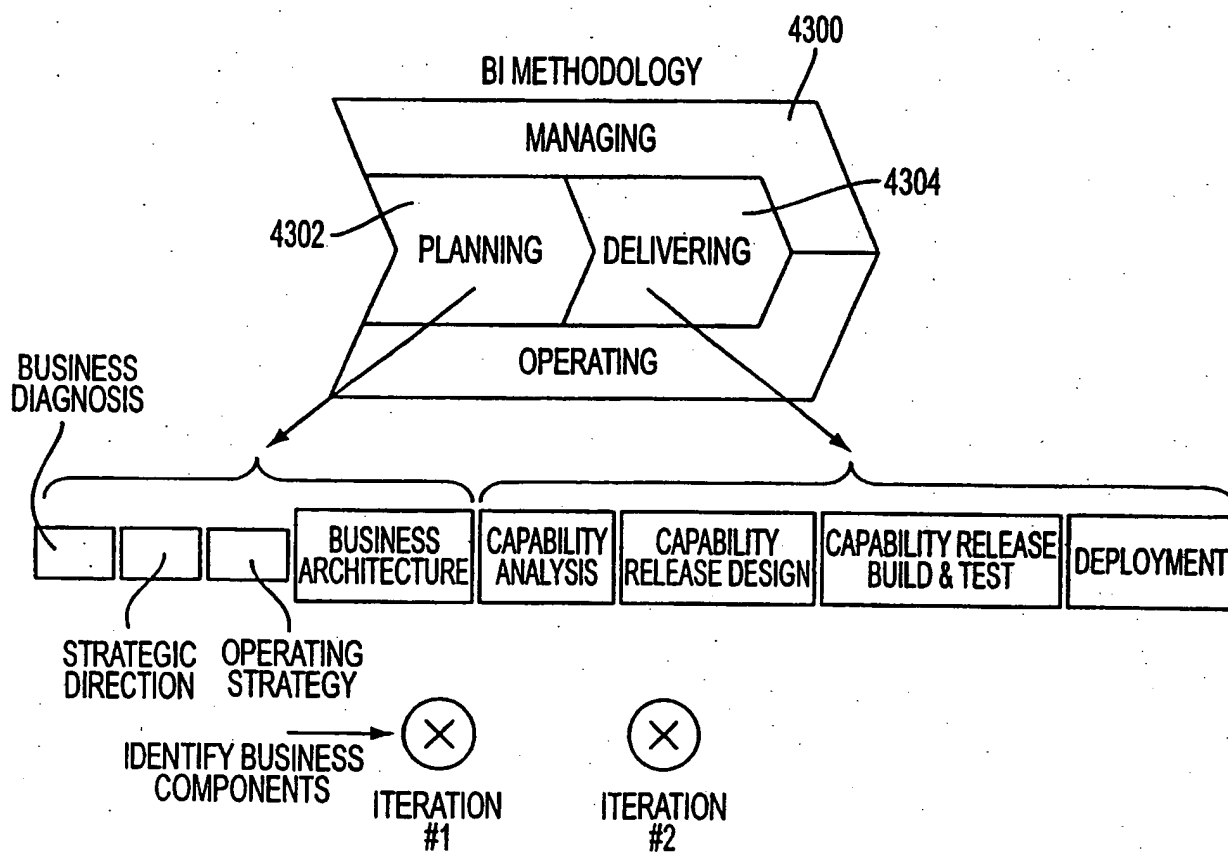 4300
BI METHODOLOGY
MANAGING
4304
4302
PLANNING
DELIVERING
OPERATING
BUSINESS
DIAGNOSIS
BUSINESS
ARCHITECTURE
CAPABILITY
ANALYSIS
CAPABILITY
RELEASE DESIGN
CAPABILITY RELEASE
BUILD & TEST
DEPLOYMENT
STRATEGIC
DIRECTION
OPERATING
STRATEGY
IDENTIFY BUSINESS
COMPONENTS
ITERATION
#1
ITERATION
#2